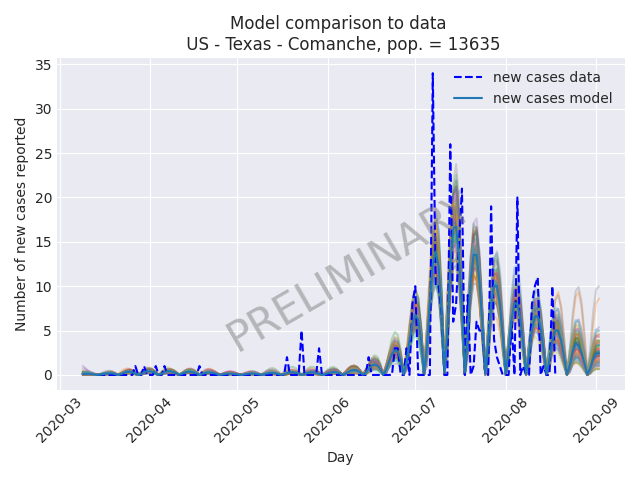 Model comparison to data
US - Texas - Comanche, pop. = 13635
Number of new cases reported
35
30
25
20
15
10
5
0
new cases data
new cases model
PRELIMINARY
2020-03
2020-04
2020-05
2020-06
2020-07
2020-08
2020-09
Day